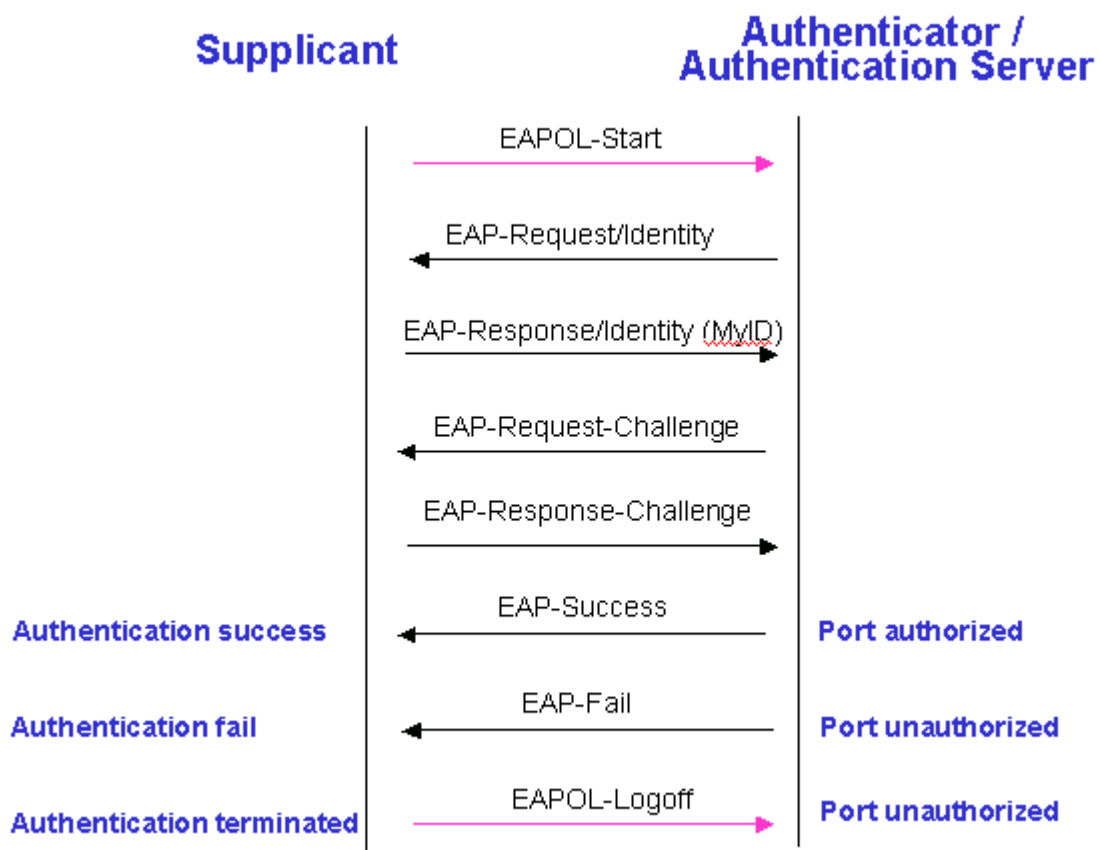 Supplicant
Authenticator /
Authentication Server
EAPOL-Start
EAP-Request/Identity
EAP-Response/Identity (MyID)
EAP-Request-Challenge
EAP-Response-Challenge
EAP-Success
Authentication success
Port authorized
EAP-Fail
Authentication fail
Port unauthorized
EAPOL-Logoff
Authentication terminated
Port unauthorized